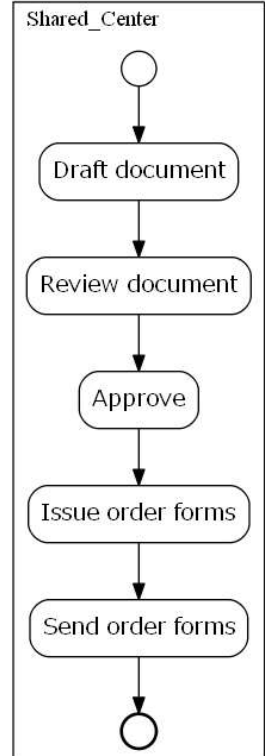 Shared_Center
Draft document
Review document
Approve
Issue order forms
Send order forms